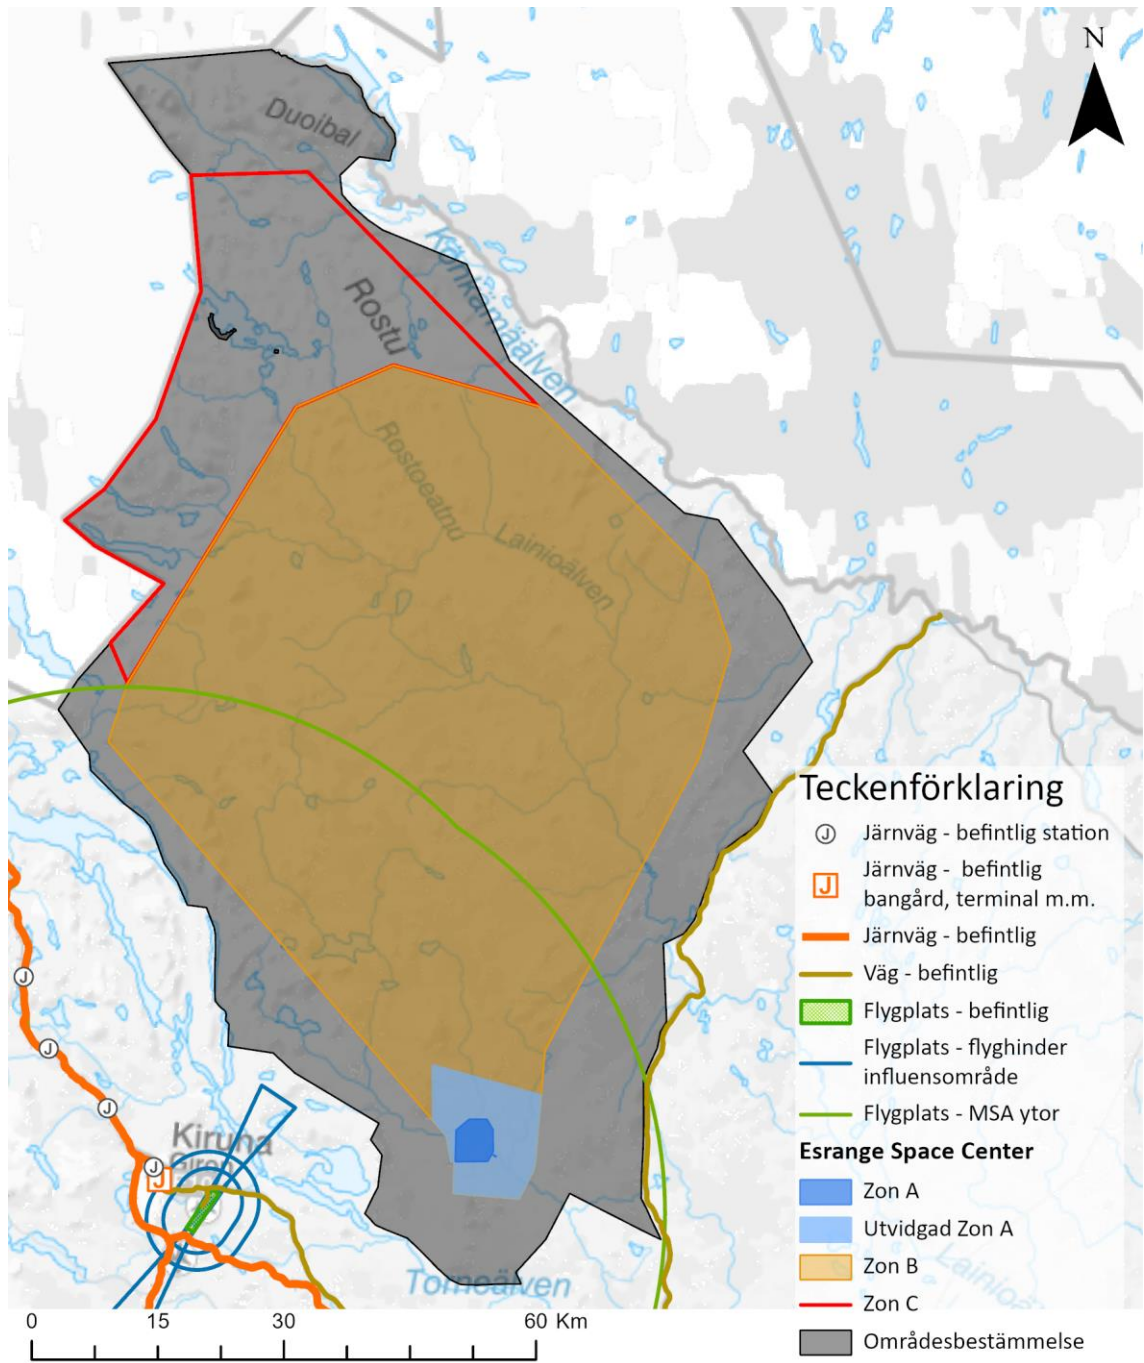 N
Duoibal
Könkämäälven
Rostu
Rostoeatnu
Lainioälven
Kiruna
Giron
Torneälven
Lainioä
Teckenförklaring
J Järnväg - befintlig station
J Järnväg - befintlig
bangård, terminal m.m.
Järnväg - befintlig
Väg - befintlig
Flygplats - befintlig
Flygplats - flyghinder
influensområde
Flygplats - MSA ytor
Esrange Space Center
Zon A
Utvidgad Zon A
Zon B
Zon C
Områdesbestämmelse
J
J
J
J
J
0 15 30 60 Km